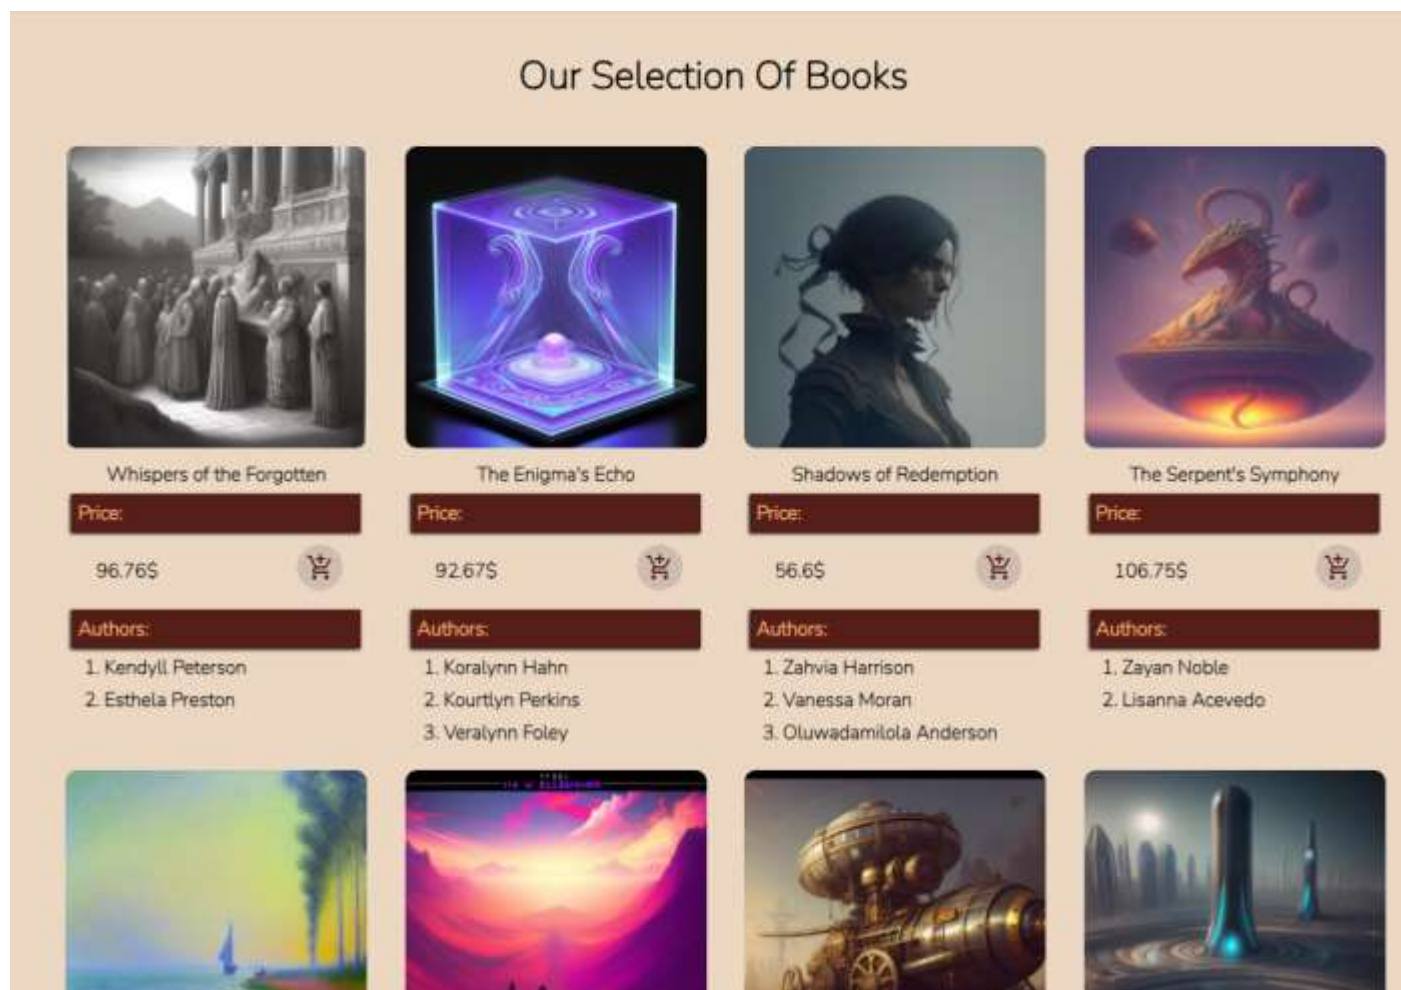 Our Selection Of Books
Whispers of the Forgotten
Price:
96.76$
Authors:
1. Kendyll Peterson
2. Esthela Preston
The Enigma's Echo
Price:
92.67$
Authors:
1. Koralynn Hahn
2. Kourtlyn Perkins
3. Veralynn Foley
Shadows of Redemption
Price:
56.6$
Authors:
1. Zahvia Harrison
2. Vanessa Moran
3. Oluwadamilola Anderson
The Serpent's Symphony
Price:
106.75$
Authors:
1. Zayan Noble
2. Lisanna Acevedo